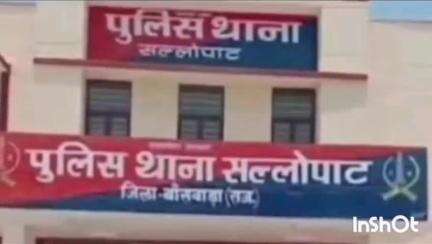 पुलिस थाना
सल्लोपाट
पुलिस थाना सल्लोपाट
जिला-बाँसवाड़ा (राज.)
InShOt